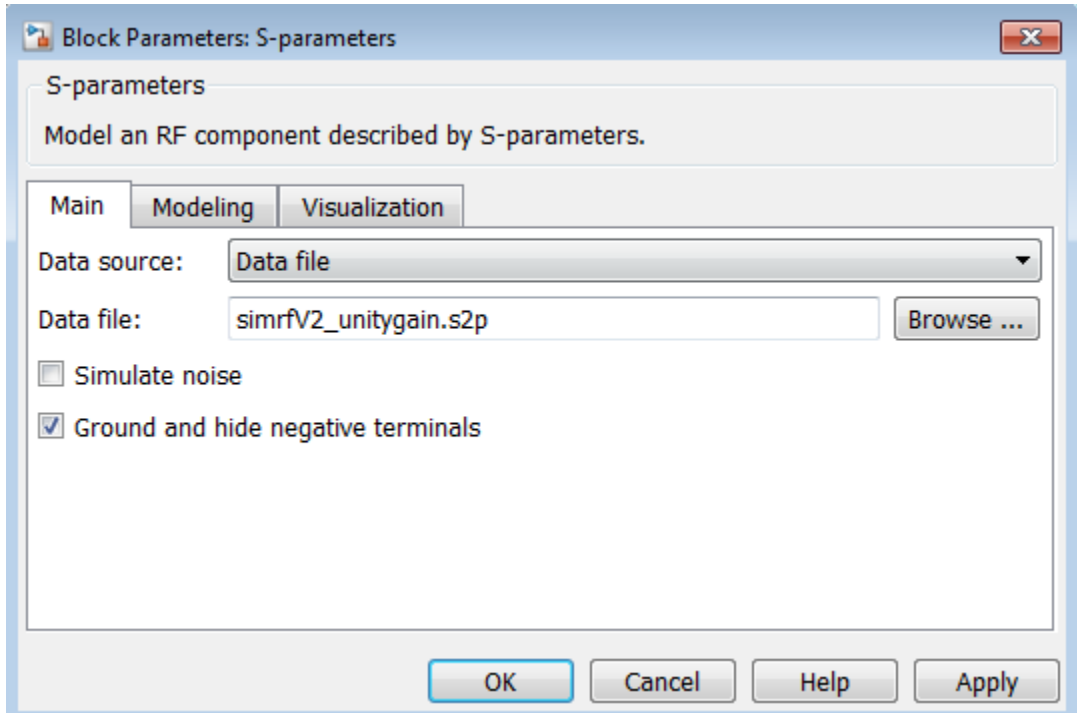 Block Parameters: S-parameters
S-parameters
Model an RF component described by S-parameters.
Main Modeling Visualization
Data source: Data file
Data file: simrfV2_unitygain.s2p Browse ...
Simulate noise
Ground and hide negative terminals
OK Cancel Help Apply